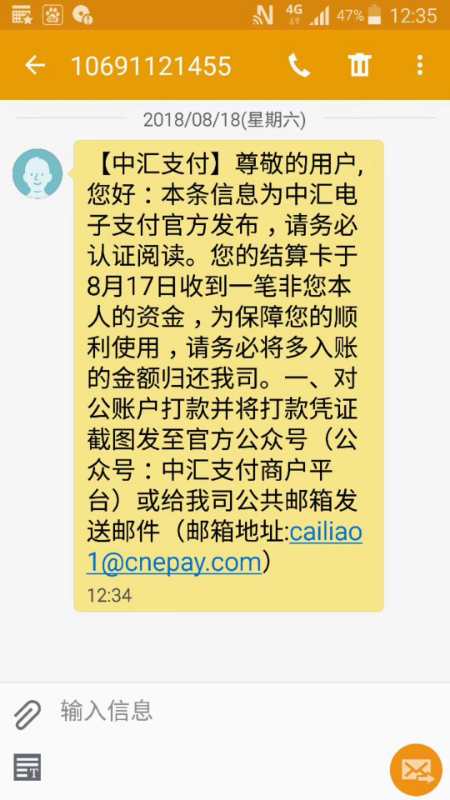 4G 47% 12:35
10691121455
2018/08/18(星期六)
【中汇支付】尊敬的用户,
您好：本条信息为中汇电
子支付官方发布，请务必
认证阅读。您的结算卡于
8月17日收到一笔非您本
人的资金，为保障您的顺
利使用，请务必将多入账
的金额归还我司。一、对
公账户打款并将打款凭证
截图发至官方公众号（公
众号：中汇支付商户平
台）或给我司公共邮箱发
送邮件（邮箱地址:cailiao
1@cnepay.com）
12:34
输入信息